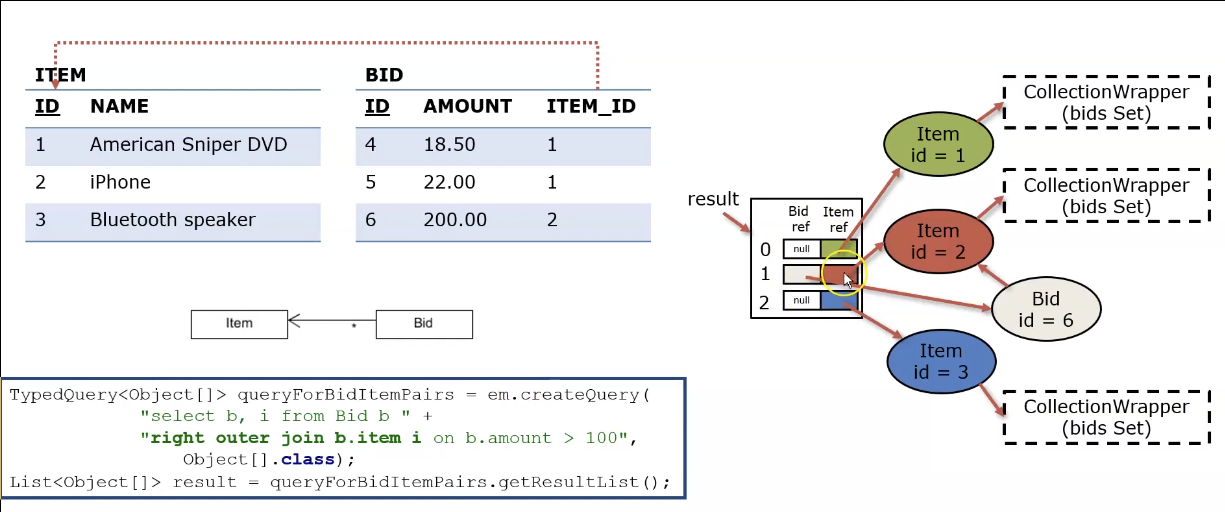 ITEM
ID NAME
1 American Sniper DVD
2 iPhone
3 Bluetooth speaker
BID
ID AMOUNT ITEM_ID
4 18.50 1
5 22.00 1
6 200.00 2
Item
*
Bid
TypedQuery<Object[]> queryForBidItemPairs = em.createQuery(
"select b, i from Bid b " +
"right outer join b.item i on b.amount > 100",
Object[].class);
List<Object[]> result = queryForBidItemPairs.getResultList();
result
Bid
ref
Item
ref
0 null
1
2 null
Item
id = 1
CollectionWrapper
(bids Set)
Item
id = 2
CollectionWrapper
(bids Set)
Bid
id = 6
Item
id = 3
CollectionWrapper
(bids Set)